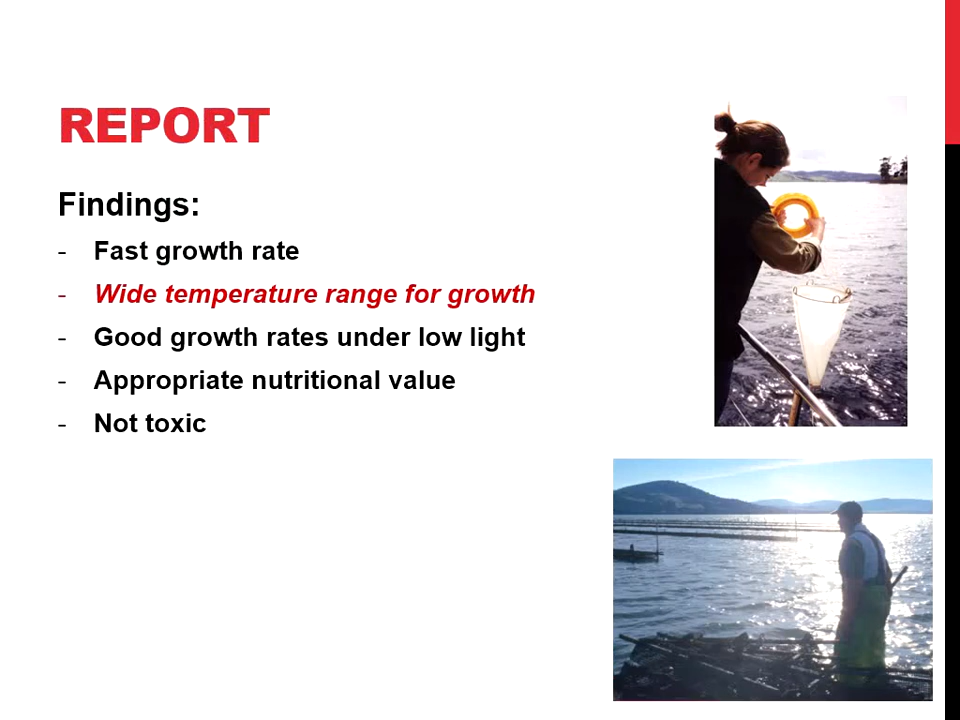 REPORT
Findings:
- Fast growth rate
- Wide temperature range for growth
- Good growth rates under low light
- Appropriate nutritional value
- Not toxic